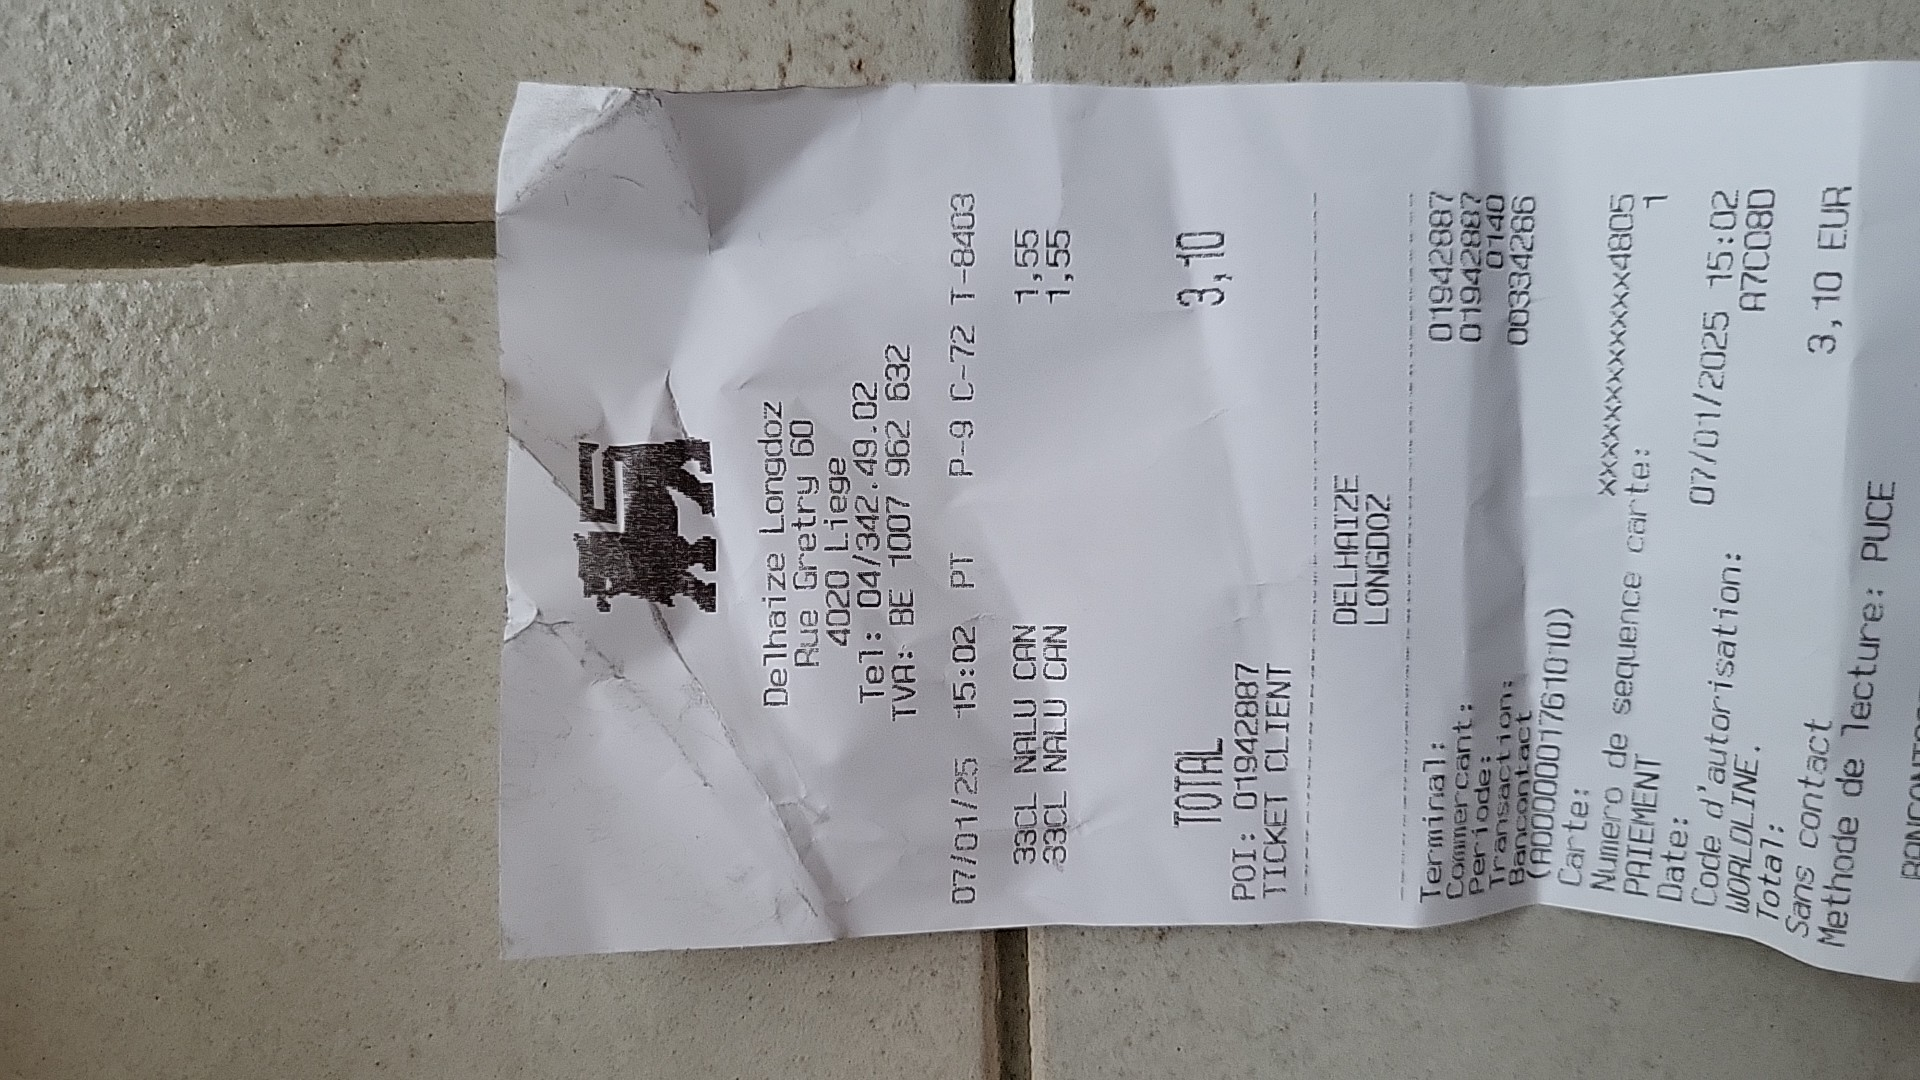 Delhaize Longdoz
Rue Gretry 60
4020 Liege
Tel: 04/342.49.02
TVA: BE 1007 962 632
07/01/25 15:02 PT P-9 C-72 T-8403
33CL NALU CAN 1,55
33CL NALU CAN 1,55
TOTAL 3,10
POI: 01942887
TICKET CLIENT
DELHAIZE
LONGDOZ
Terminal: 01942887
Commercant: 01942887
Periode: 0140
Transaction: 00334266
Bancontact
(A0000001761010)
Carte: xxxxxxxxxxxxxxx4805
Numero de sequence carte: 1
PAIEMENT
Date: 07/01/2025 15:02
Code d'autorisation: A7C08D
WORLDLINE.
Total: 3,10 EUR
Sans contact
Methode de lecture: PUCE